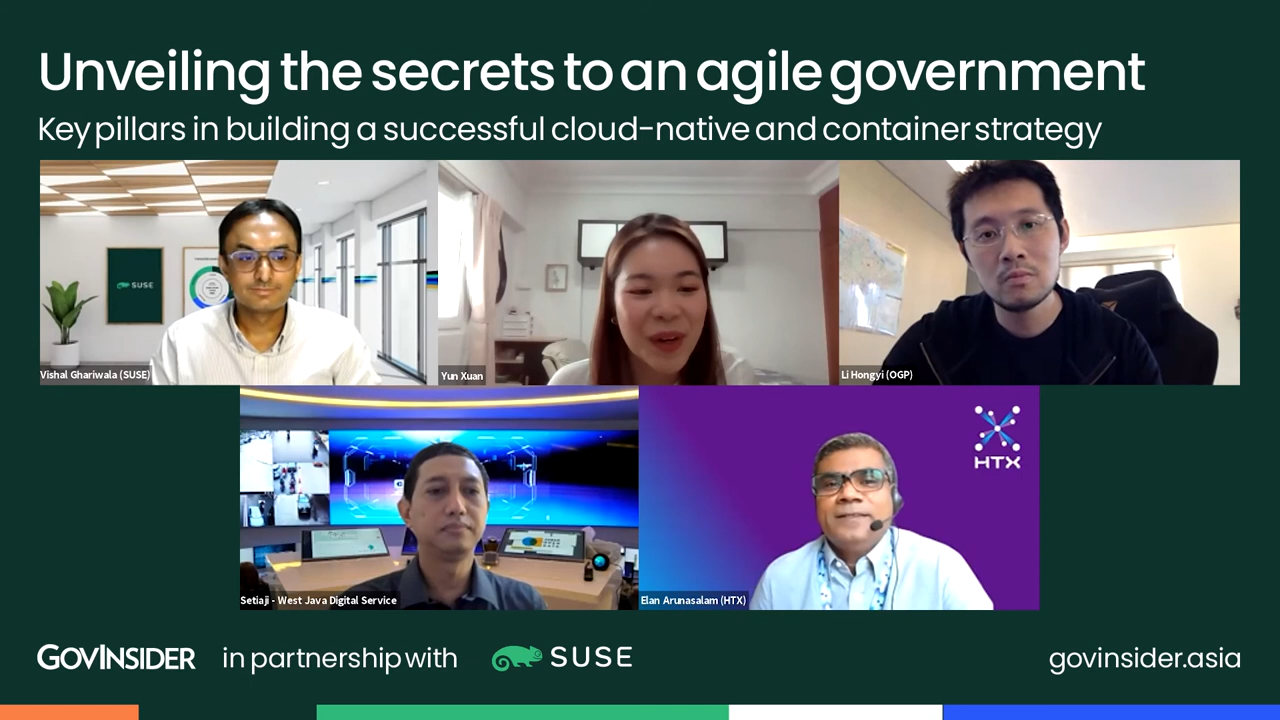 Unveiling the secrets to an agile government
Key pillars in building a successful cloud-native and container strategy
SUSE
Vishal Ghariwala (SUSE)
Yun Xuan
Li Hongyi (OGP)
HTX
Setiaji - West Java Digital Service
Elan Arunasalam (HTX)
GOVINSIDER in partnership with SUSE
govinsider.asia